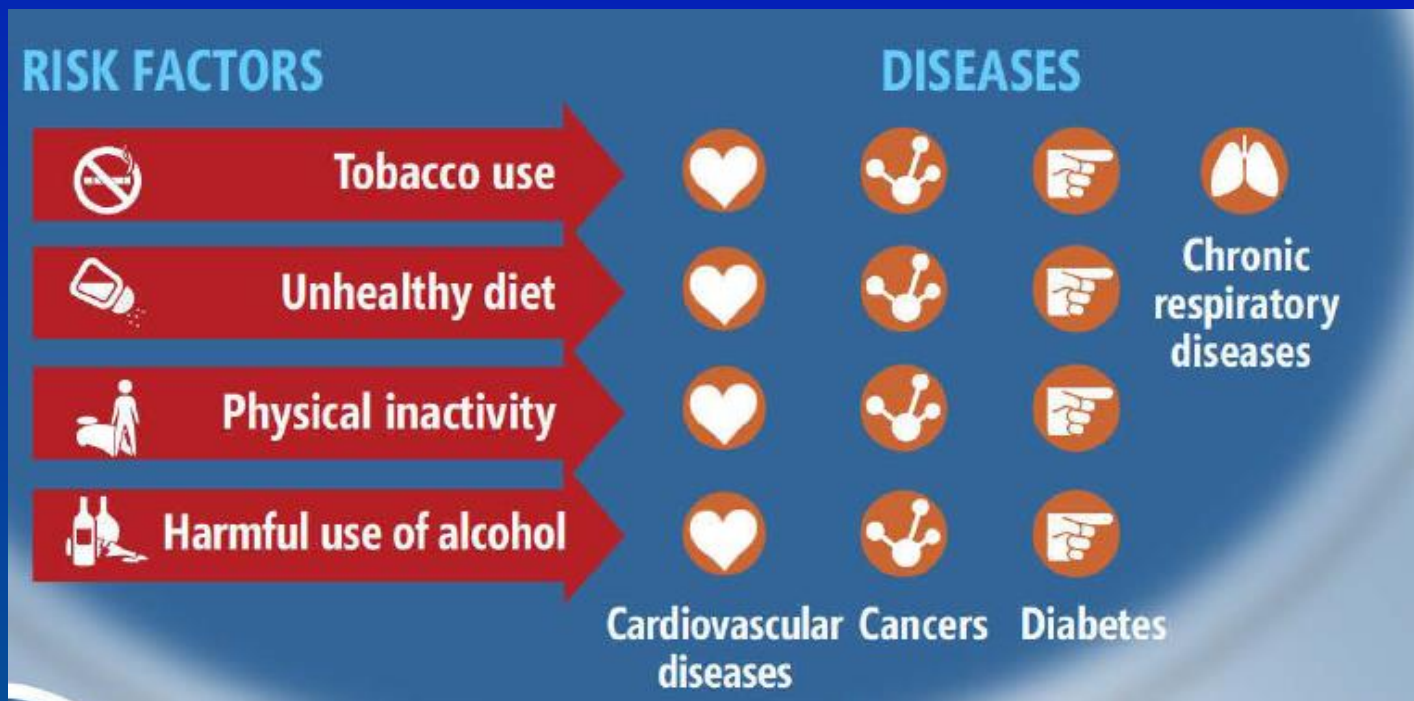 RISK FACTORS
DISEASES
Tobacco use
Unhealthy diet
Physical inactivity
Harmful use of alcohol
Chronic
respiratory
diseases
Cardiovascular
diseases
Cancers
Diabetes